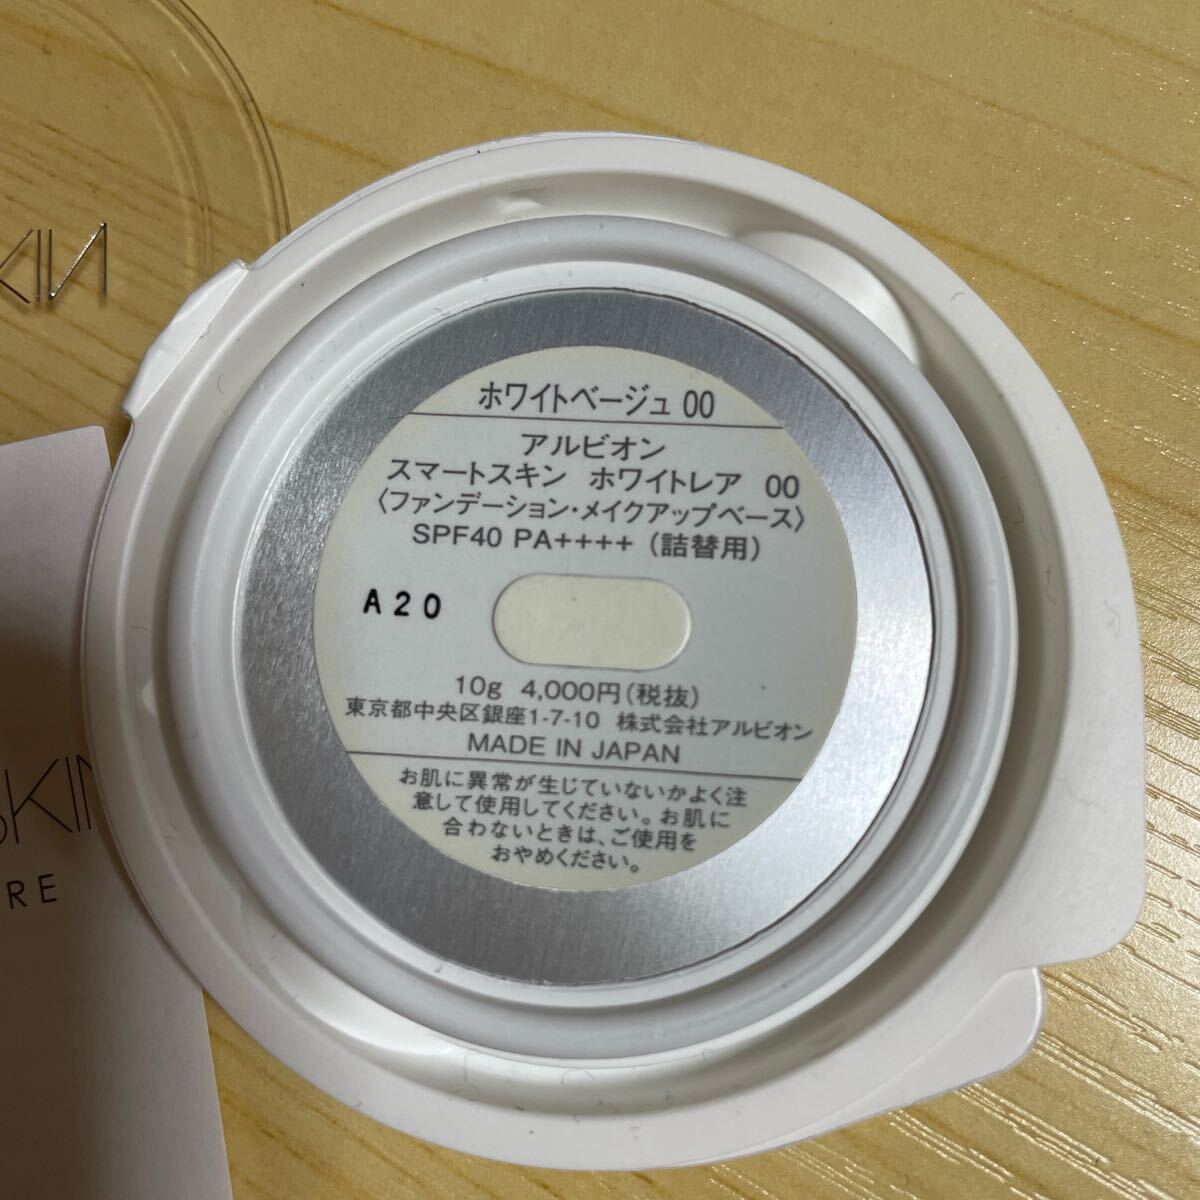 KIN
ホワイトベージュ 00
アルビオン
スマートスキン ホワイトレア 00
〈ファンデーション・メイクアップベース〉
SPF40 PA++++ (詰替用)
A20
10g 4,000円(税抜)
東京都中央区銀座1-7-10 株式会社アルビオン
MADE IN JAPAN
お肌に異常が生じていないかよく注
意して使用してください。お肌に
合わないときは、ご使用を
おやめください。
SKIN
RE